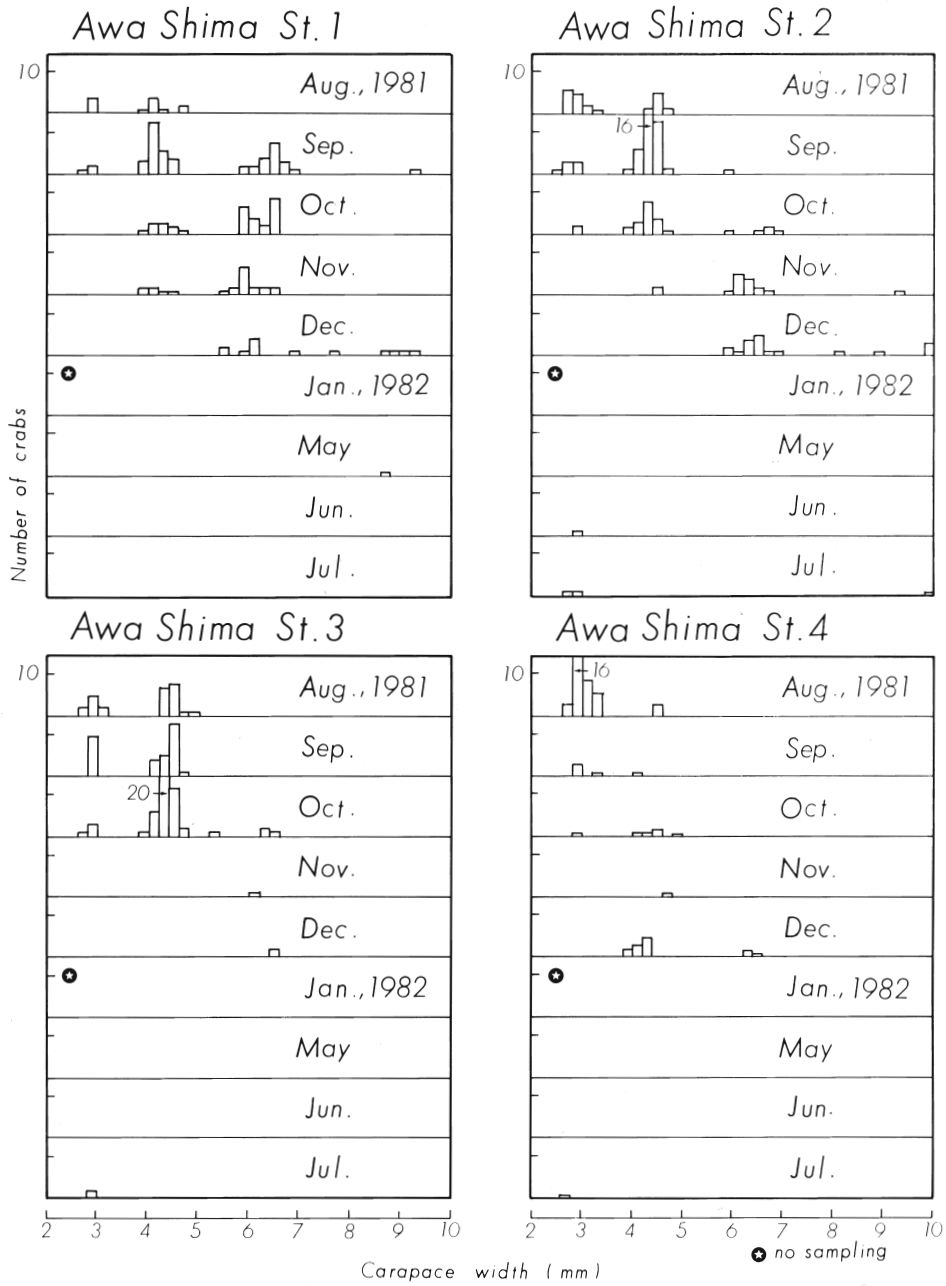 Awa Shima St. 1
10
Aug., 1981
Sep.
Oct.
Nov.
Dec.
✪
Jan., 1982
May
Jun.
Jul.
Awa Shima St. 2
10
Aug., 1981
16
Sep.
Oct.
Nov.
Dec.
✪
Jan., 1982
May
Jun.
Jul.
Number of crabs
Awa Shima St. 3
10
Aug., 1981
Sep.
20
Oct.
Nov.
Dec.
✪
Jan., 1982
May
Jun.
Jul.
2 3 4 5 6 7 8 9 10
Awa Shima St. 4
10
16
Aug., 1981
Sep.
Oct.
Nov.
Dec.
✪
Jan., 1982
May
Jun.
Jul.
2 3 4 5 6 7 8 9 10
✪ no sampling
Carapace width (mm)